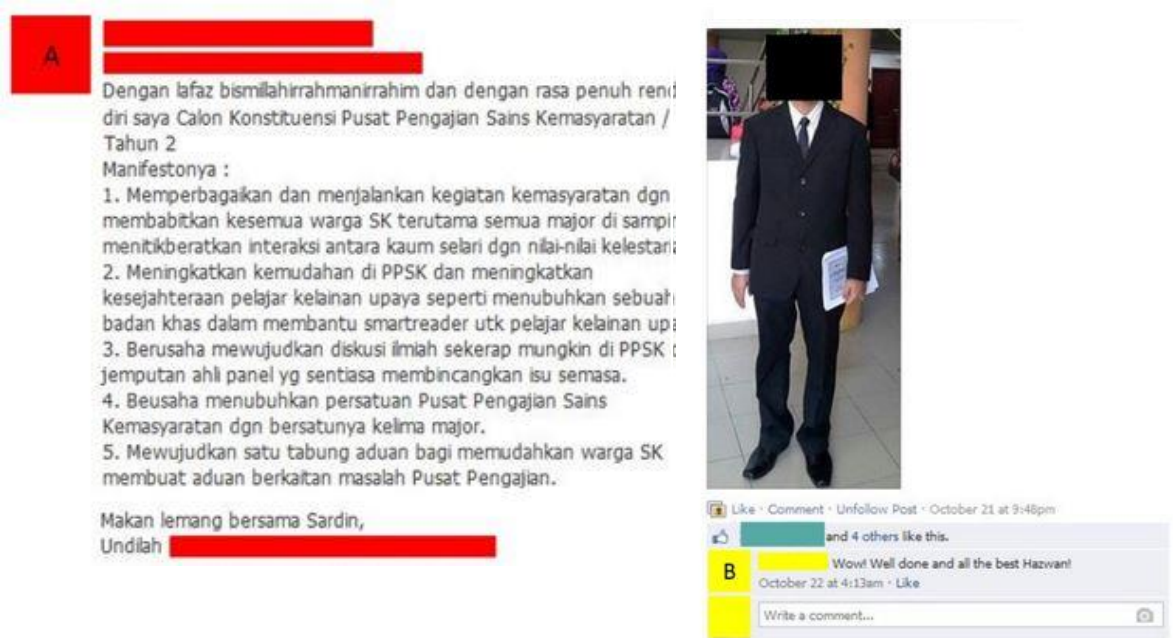 A
Dengan lafaz bismillahirrahmanirrahim dan dengan rasa penuh rend
diri saya Calon Konstituensi Pusat Pengajian Sains Kemasyaratan /
Tahun 2
Manifestonya :
1. Memperbagaikan dan menjalankan kegiatan kemasyaratan dgn
membabitkan kesemua warga SK terutama semua major di sampin
menitikberatkan interaksi antara kaum selari dgn nilai-nilai kelestaria
2. Meningkatkan kemudahan di PPSK dan meningkatkan
kesejahteraan pelajar kelainan upaya seperti menubuhkan sebuah
badan khas dalam membantu smartreader utk pelajar kelainan upa
3. Berusaha mewujudkan diskusi ilmiah sekerap mungkin di PPSK
jemputan ahli panel yg sentiasa membincangkan isu semasa.
4. Beusaha menubuhkan persatuan Pusat Pengajian Sains
Kemasyaratan dgn bersatunya kelima major.
5. Mewujudkan satu tabung aduan bagi memudahkan warga SK
membuat aduan berkaitan masalah Pusat Pengajian.
Makan lemang bersama Sardin,
Undilah
Like · Comment · Unfollow Post · October 21 at 9:48pm
and 4 others like this.
B
Wow! Well done and all the best Hazwan!
October 22 at 4:13am · Like
Write a comment...